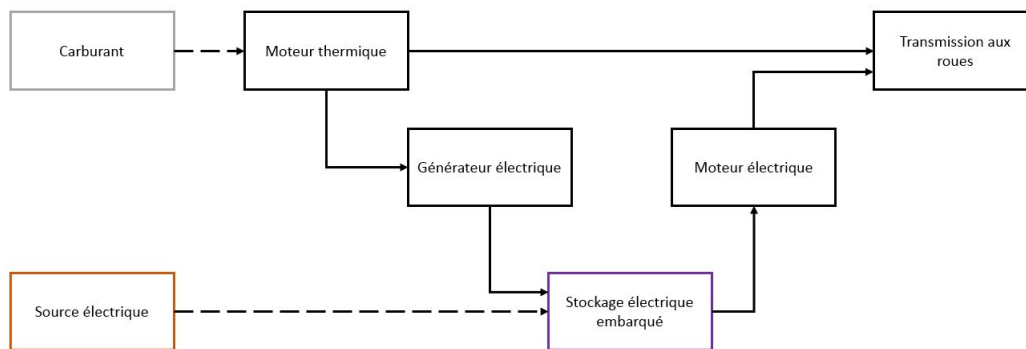 Carburant
Moteur thermique
Transmission aux
roues
Générateur électrique
Moteur électrique
Source électrique
Stockage électrique
embarqué